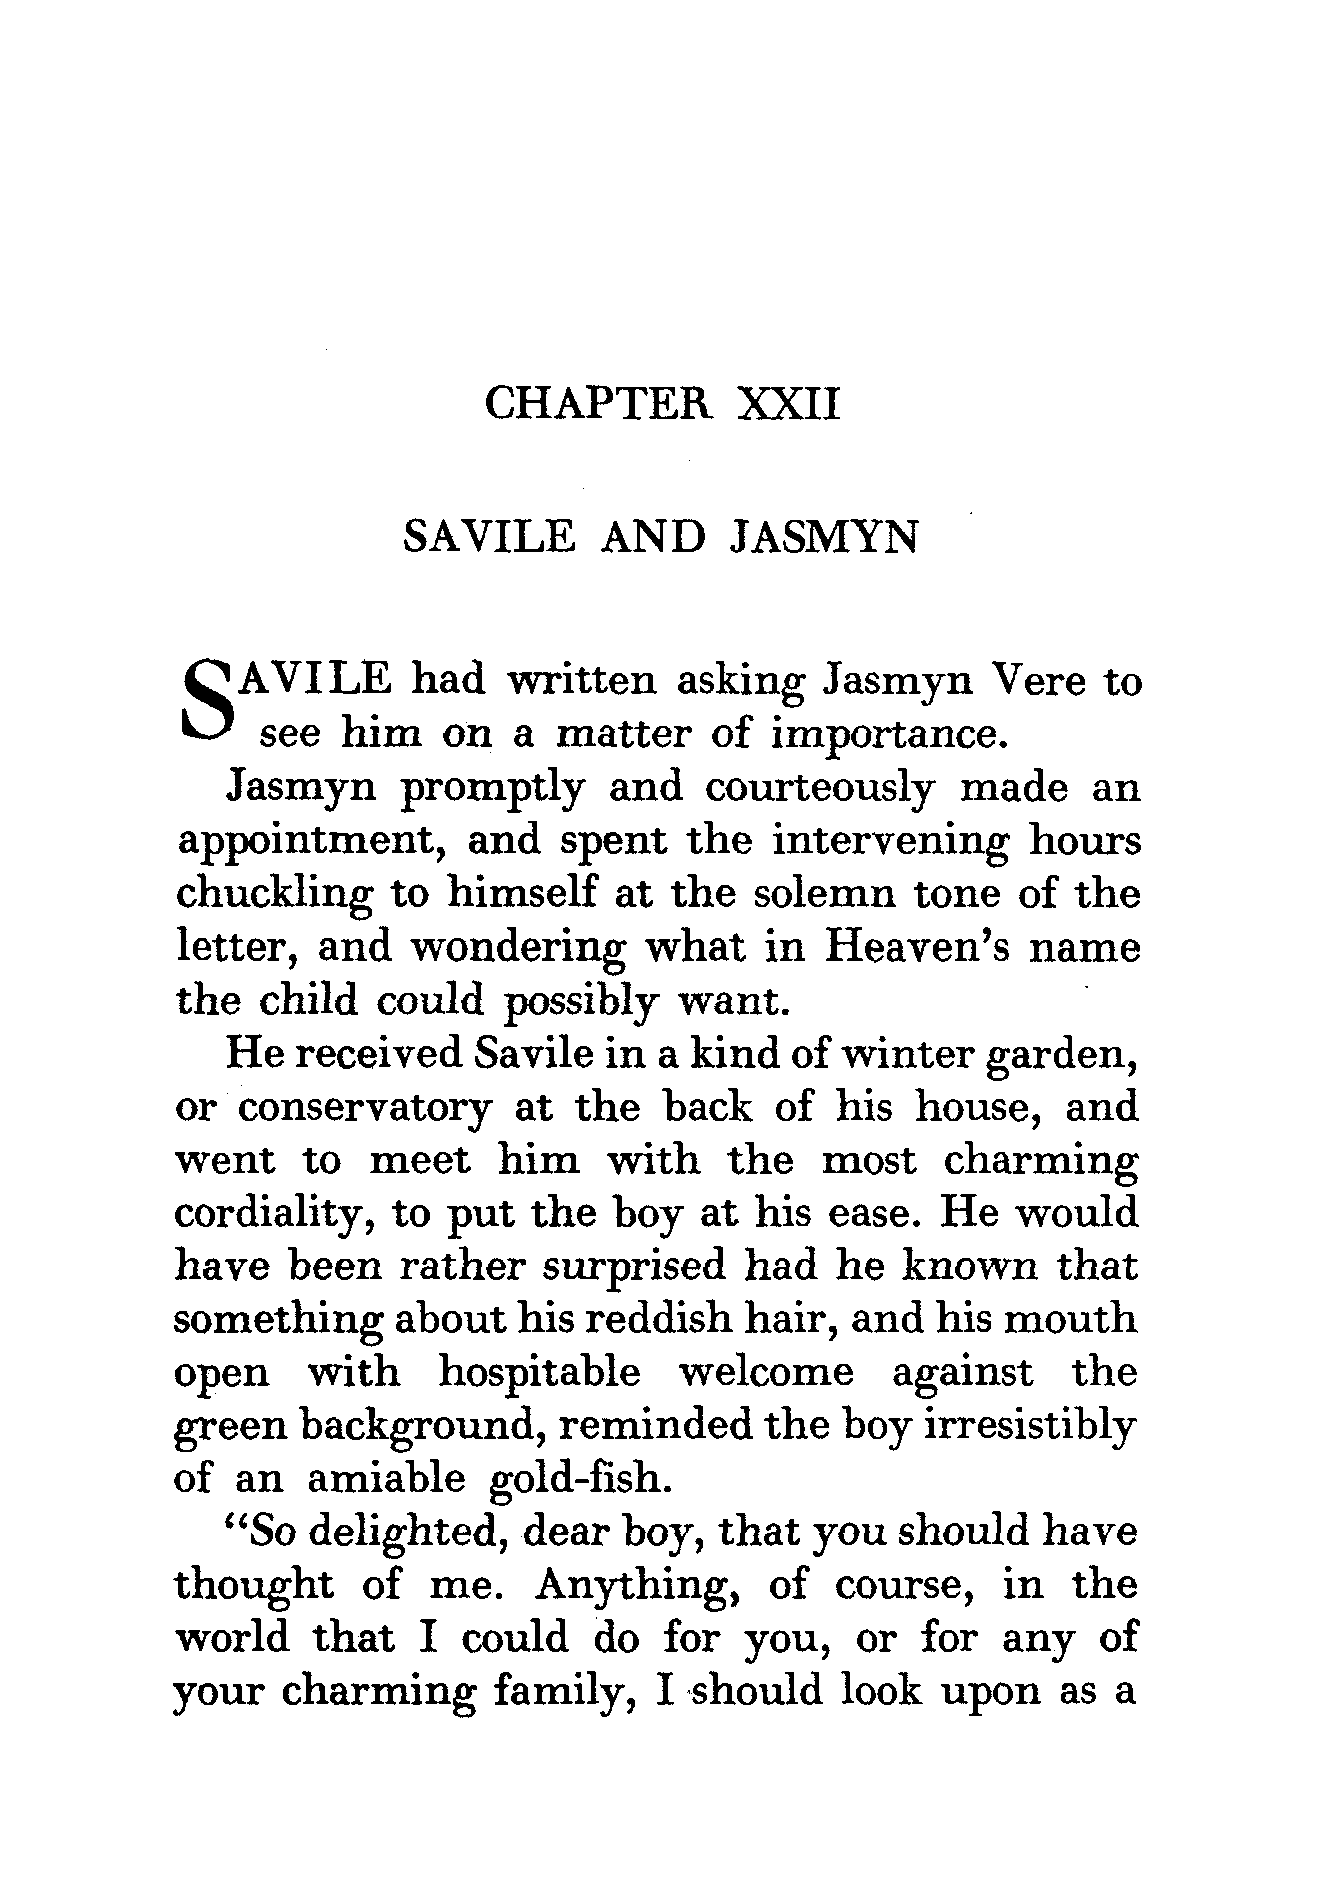 CHAPTER XXII
SAVILE AND JASMYN
SAVILE had written asking Jasmyn Vere to
see him on a matter of importance.
Jasmyn promptly and courteously made an
appointment, and spent the intervening hours
chuckling to himself at the solemn tone of the
letter, and wondering what in Heaven's name
the child could possibly want.
He received Savile in a kind of winter garden,
or conservatory at the back of his house, and
went to meet him with the most charming
cordiality, to put the boy at his ease. He would
have been rather surprised had he known that
something about his reddish hair, and his mouth
open with hospitable welcome against the
green background, reminded the boy irresistibly
of an amiable gold-fish.
"So delighted, dear boy, that you should have
thought of me. Anything, of course, in the
world that I could do for you, or for any of
your charming family, I should look upon as a